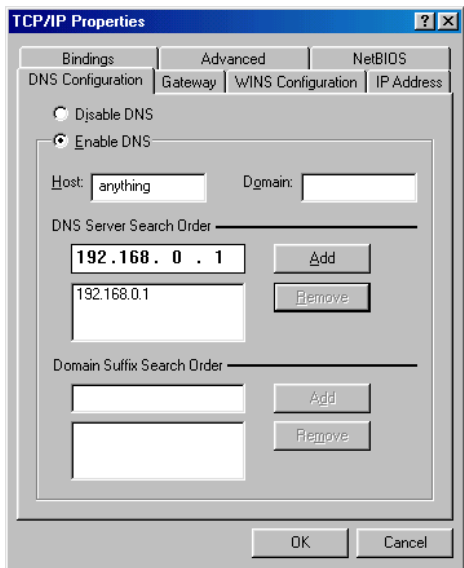 TCP/IP Properties ? X
Bindings Advanced NetBIOS
DNS Configuration Gateway WINS Configuration IP Address
Disable DNS
Enable DNS
Host: anything Domain:
DNS Server Search Order
192.168. 0 . 1 Add
192.168.0.1 Remove
Domain Suffix Search Order
Add
Remove
OK Cancel